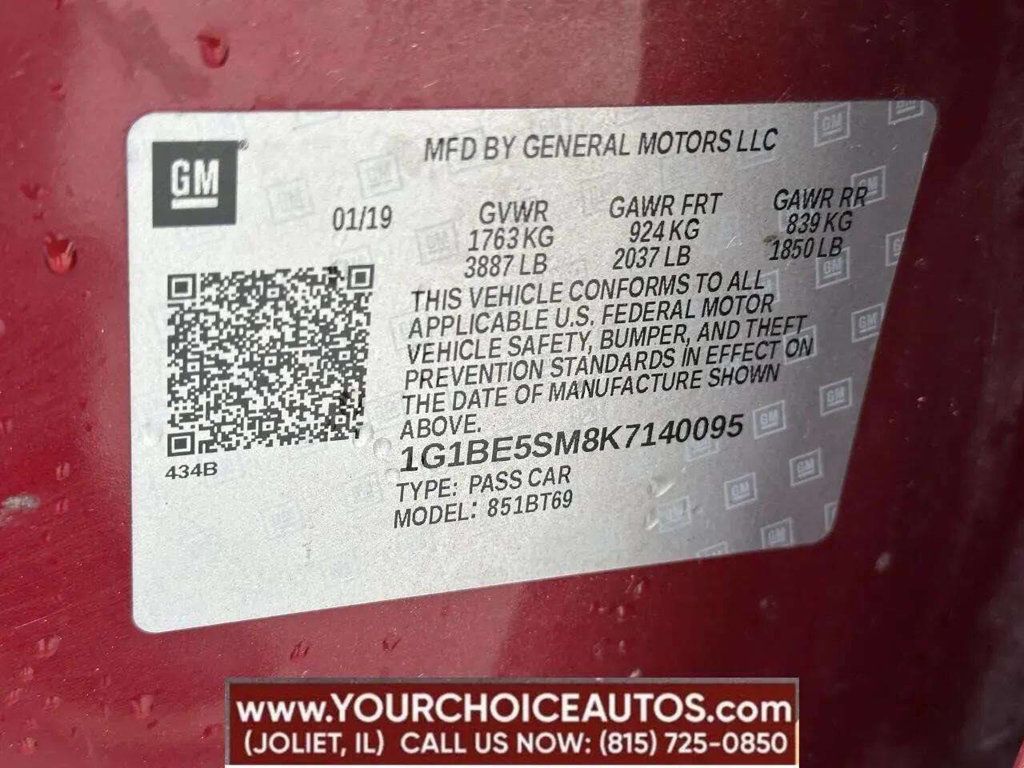 GM
MFD BY GENERAL MOTORS LLC
01/19 GVWR GAWR FRT GAWR RR
1763 KG 924 KG 839 KG
3887 LB 2037 LB 1850 LB
THIS VEHICLE CONFORMS TO ALL
APPLICABLE U.S. FEDERAL MOTOR
VEHICLE SAFETY, BUMPER, AND THEFT
PREVENTION STANDARDS IN EFFECT ON
THE DATE OF MANUFACTURE SHOWN
ABOVE.
434B
1G1BE5SM8K7140095
TYPE: PASS CAR
MODEL: 851BT69
www.YOURCHOICEAUTOS.com
(JOLIET, IL) CALL US NOW: (815) 725-0850